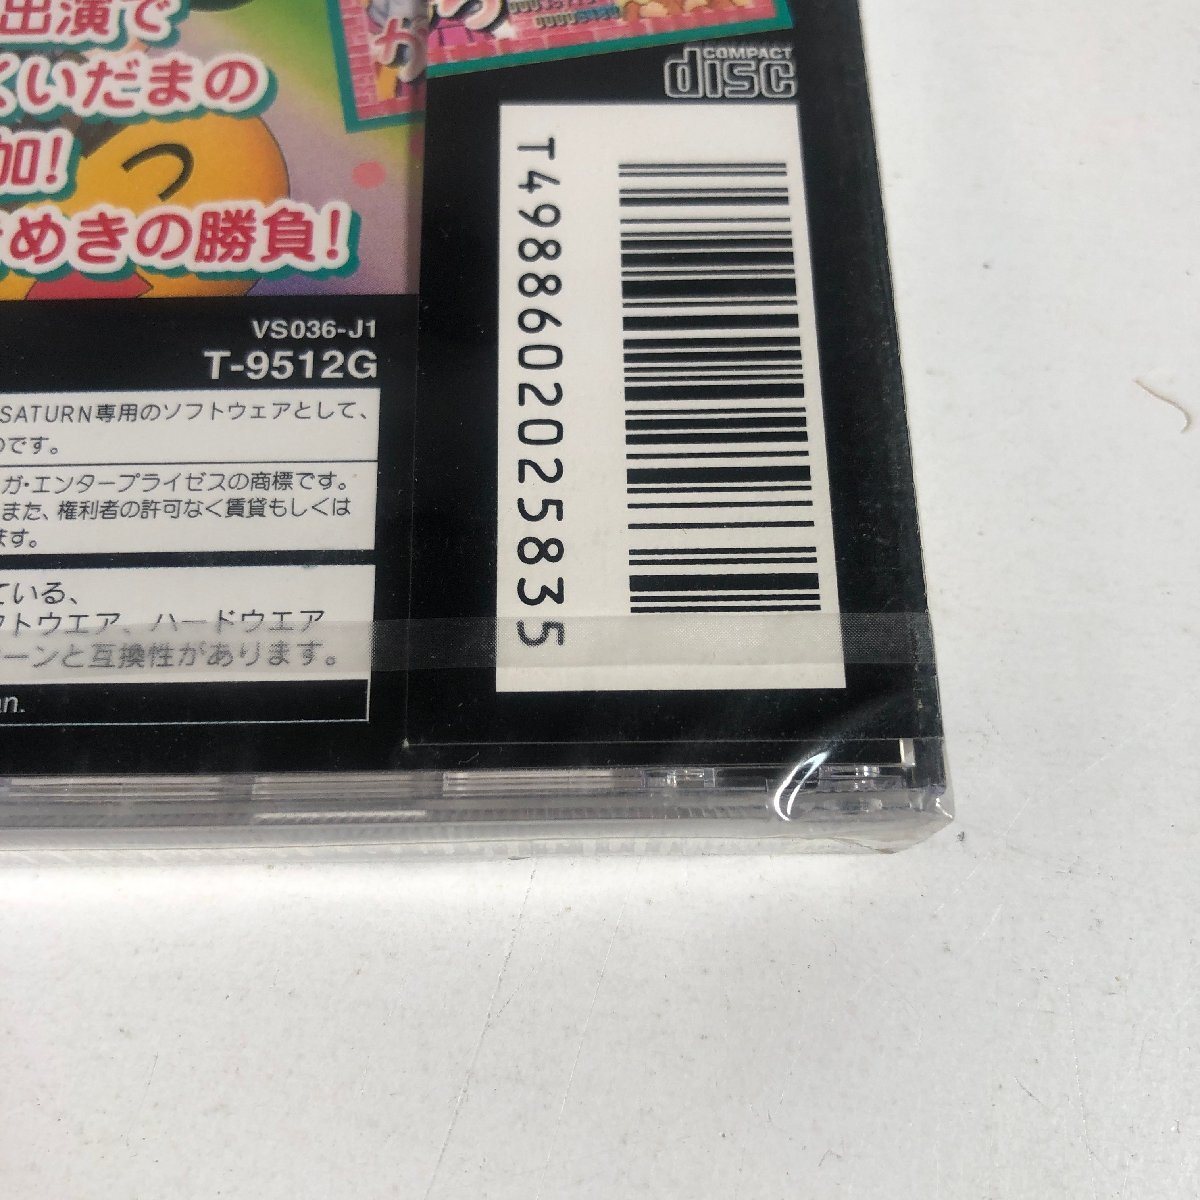 出演で
くいだまの
加!
きめきの勝負!
VS036-J1
T-9512G
SATURN専用のソフトウェアとして、
のです。
ガ・エンタープライゼスの商標です。
また、権利者の許可なく賃貸もしくは
ます。
ている、
フトウエア、ハードウエア
ターンと互換性があります。
an.
COMPACT
disc
T4988602025835